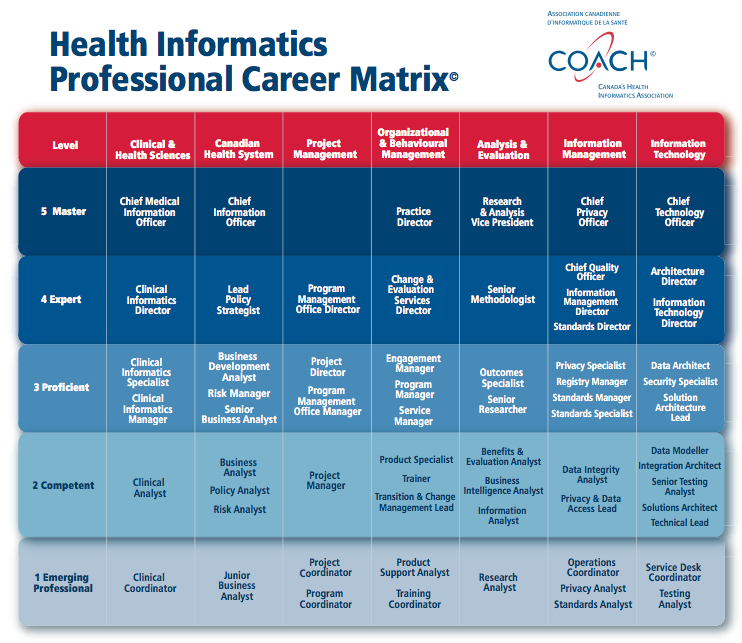 Health Informatics
Professional Career Matrix©
ASSOCIATION CANADIENNE
D'INFORMATIQUE DE LA SANTÉ
COACH©
CANADA'S HEALTH
INFORMATICS ASSOCIATION
Level
Clinical &
Health Sciences
Canadian
Health System
Project
Management
Organizational
& Behavioural
Management
Analysis &
Evaluation
Information
Management
Information
Technology
5 Master
Chief Medical
Information
Officer
Chief
Information
Officer
Practice
Director
Research
& Analysis
Vice President
Chief
Privacy
Officer
Chief
Technology
Officer
4 Expert
Clinical
Informatics
Director
Lead
Policy
Strategist
Program
Management
Office Director
Change &
Evaluation
Services
Director
Senior
Methodologist
Chief Quality
Officer
Information
Management
Director
Standards Director
Architecture
Director
Information
Technology
Director
3 Proficient
Clinical
Informatics
Specialist
Clinical
Informatics
Manager
Business
Development
Analyst
Risk Manager
Senior
Business Analyst
Project
Director
Program
Management
Office Manager
Engagement
Manager
Program
Manager
Service
Manager
Outcomes
Specialist
Senior
Researcher
Privacy Specialist
Registry Manager
Standards Manager
Standards Specialist
Data Architect
Security Specialist
Solution
Architecture
Lead
2 Competent
Clinical
Analyst
Business
Analyst
Policy Analyst
Risk Analyst
Project
Manager
Product Specialist
Trainer
Transition & Change
Management Lead
Benefits &
Evaluation Analyst
Business
Intelligence Analyst
Information
Analyst
Data Integrity
Analyst
Privacy & Data
Access Lead
Data Modeller
Integration Architect
Senior Testing
Analyst
Solutions Architect
Technical Lead
1 Emerging
Professional
Clinical
Coordinator
Junior
Business
Analyst
Project
Coordinator
Program
Coordinator
Product
Support Analyst
Training
Coordinator
Research
Analyst
Operations
Coordinator
Privacy Analyst
Standards Analyst
Service Desk
Coordinator
Testing
Analyst